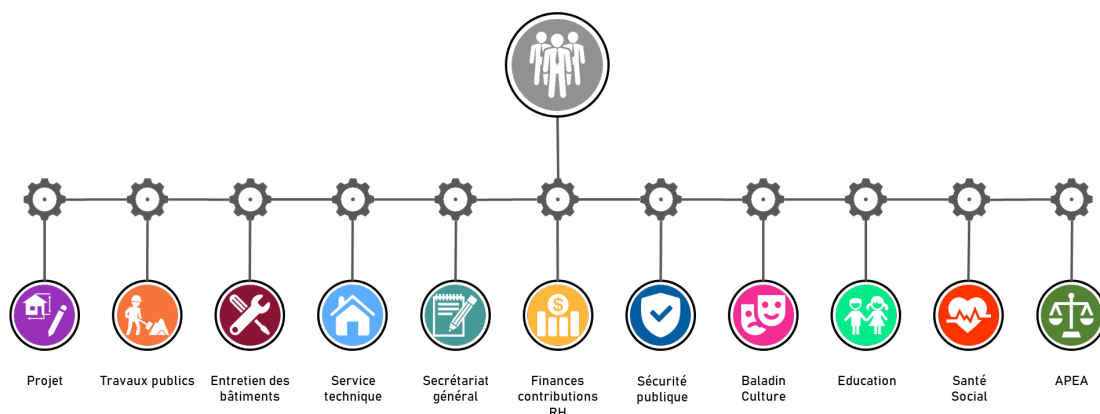 Projet
Travaux publics
Entretien des
bâtiments
Service
technique
Secrétariat
général
Finances
contributions
RH
Sécurité
publique
Baladin
Culture
Education
Santé
Social
APEA